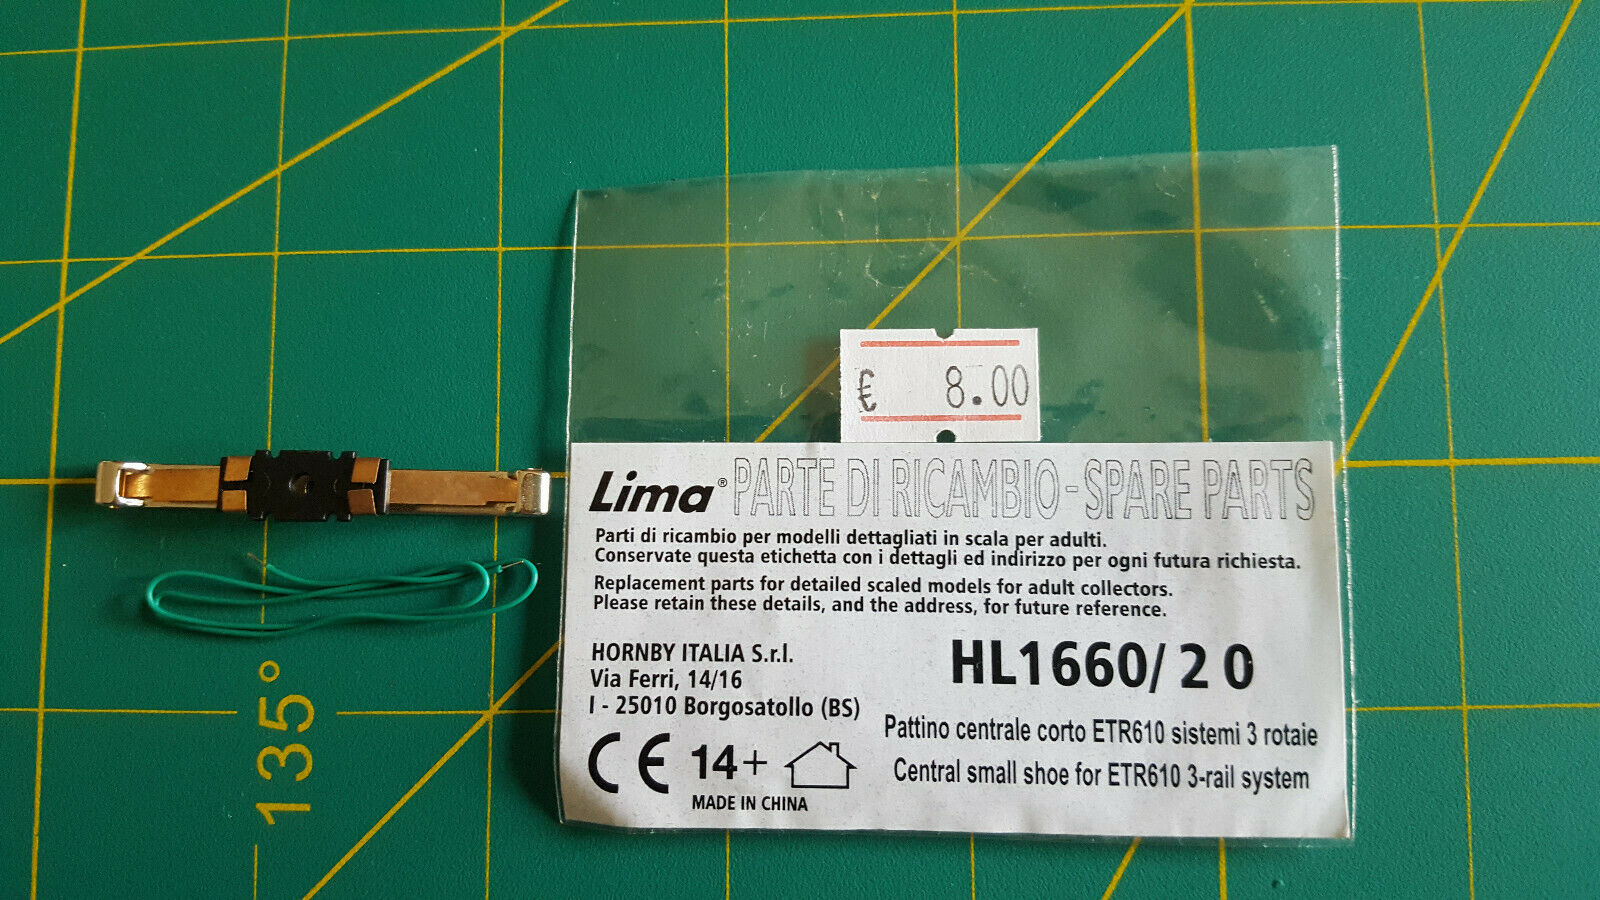 € 8.00
Lima® PARTE DI RICAMBIO - SPARE PARTS
Parti di ricambio per modelli dettagliati in scala per adulti.
Conservate questa etichetta con i dettagli ed indirizzo per ogni futura richiesta.
Replacement parts for detailed scaled models for adult collectors.
Please retain these details, and the address, for future reference.
HORNBY ITALIA S.r.l.
Via Ferri, 14/16
I - 25010 Borgosatollo (BS)
CE 14+
MADE IN CHINA
HL1660/20
Pattino centrale corto ETR610 sistemi 3 rotaie
Central small shoe for ETR610 3-rail system
135°